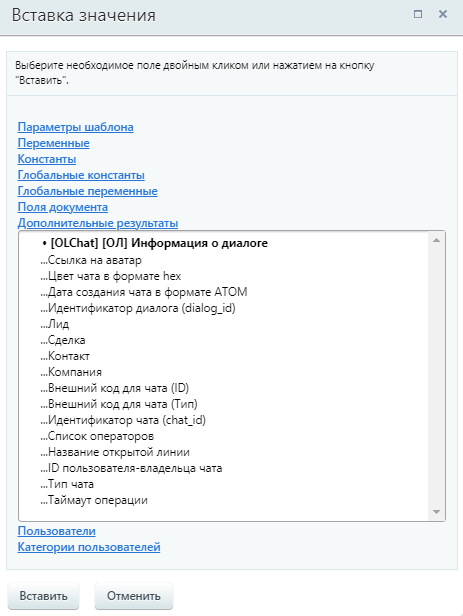 Вставка значения
Выберите необходимое поле двойным кликом или нажатием на кнопку
"Вставить".
Параметры шаблона
Переменные
Константы
Глобальные константы
Глобальные переменные
Поля документа
Дополнительные результаты
• [OLChat] [ОЛ] Информация о диалоге
...Ссылка на аватар
...Цвет чата в формате hex
...Дата создания чата в формате ATOM
...Идентификатор диалога (dialog_id)
...Лид
...Сделка
...Контакт
...Компания
...Внешний код для чата (ID)
...Внешний код для чата (Тип)
...Идентификатор чата (chat_id)
...Список операторов
...Название открытой линии
...ID пользователя-владельца чата
...Тип чата
...Таймаут операции
Пользователи
Категории пользователей
Вставить Отменить